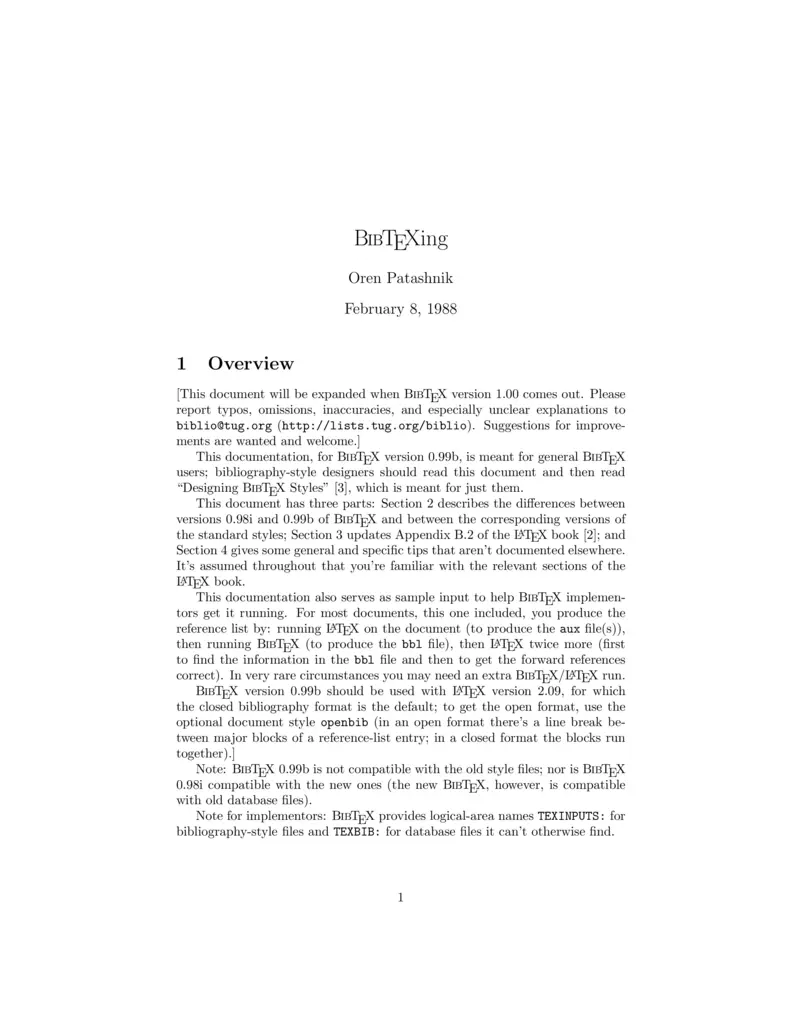 BIBTEXing
Oren Patashnik
February 8, 1988
1 Overview
[This document will be expanded when BIBTEX version 1.00 comes out. Please
report typos, omissions, inaccuracies, and especially unclear explanations to
biblio@tug.org (http://lists.tug.org/biblio). Suggestions for improve-
ments are wanted and welcome.]
This documentation, for BIBTEX version 0.99b, is meant for general BIBTEX
users; bibliography-style designers should read this document and then read
“Designing BIBTEX Styles” [3], which is meant for just them.
This document has three parts: Section 2 describes the differences between
versions 0.98i and 0.99b of BIBTEX and between the corresponding versions of
the standard styles; Section 3 updates Appendix B.2 of the LATEX book [2]; and
Section 4 gives some general and specific tips that aren’t documented elsewhere.
It’s assumed throughout that you’re familiar with the relevant sections of the
LATEX book.
This documentation also serves as sample input to help BIBTEX implemen-
tors get it running. For most documents, this one included, you produce the
reference list by: running LATEX on the document (to produce the aux file(s)),
then running BIBTEX (to produce the bbl file), then LATEX twice more (first
to find the information in the bbl file and then to get the forward references
correct). In very rare circumstances you may need an extra BIBTEX/LATEX run.
BIBTEX version 0.99b should be used with LATEX version 2.09, for which
the closed bibliography format is the default; to get the open format, use the
optional document style openbib (in an open format there’s a line break be-
tween major blocks of a reference-list entry; in a closed format the blocks run
together).]
Note: BIBTEX 0.99b is not compatible with the old style files; nor is BIBTEX
0.98i compatible with the new ones (the new BIBTEX, however, is compatible
with old database files).
Note for implementors: BIBTEX provides logical-area names TEXINPUTS: for
bibliography-style files and TEXBIB: for database files it can’t otherwise find.
1